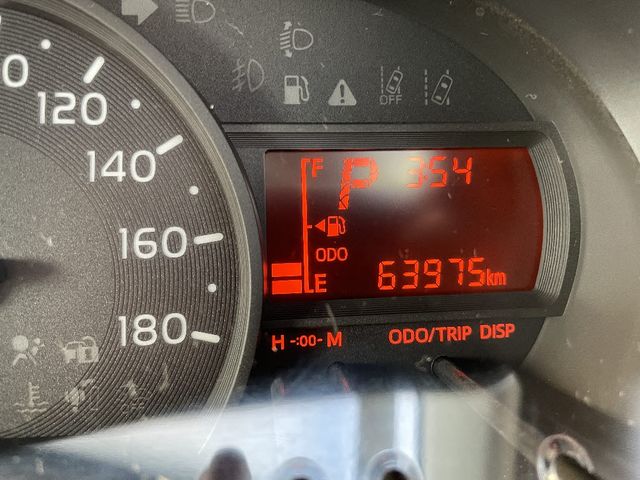 120
140
160
180
OFF
F P 354
ODO
E 63975km
H -:00- M ODO/TRIP DISP